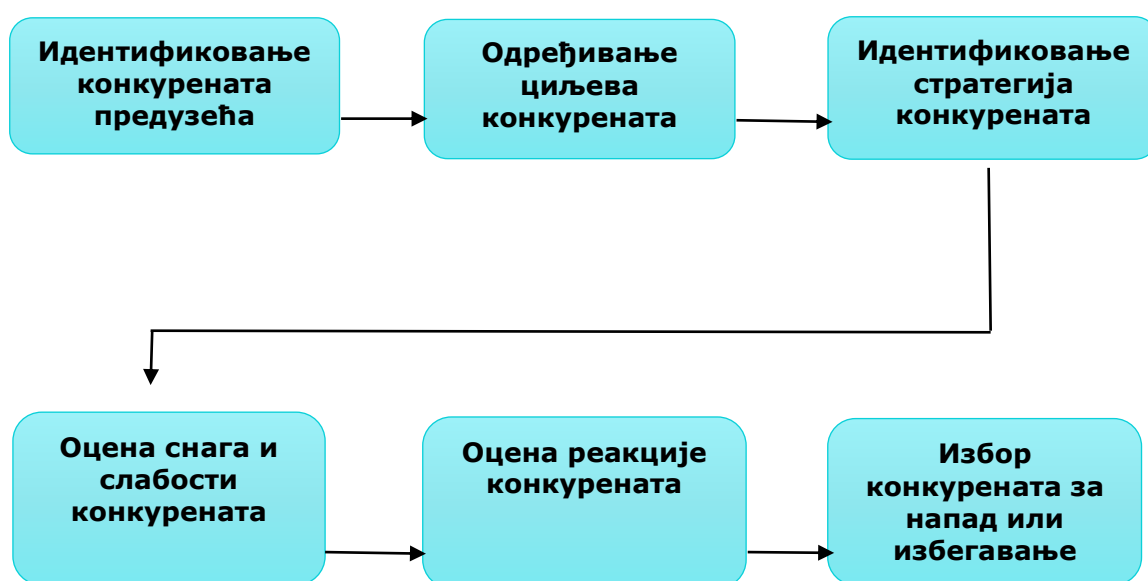 Идентификовање
конкурената
предузећа
Одређивање
циљева
конкурената
Идентификовање
стратегија
конкурената
Оцена снага и
слабости
конкурената
Оцена реакције
конкурената
Избор
конкурената за
напад или
избегавање